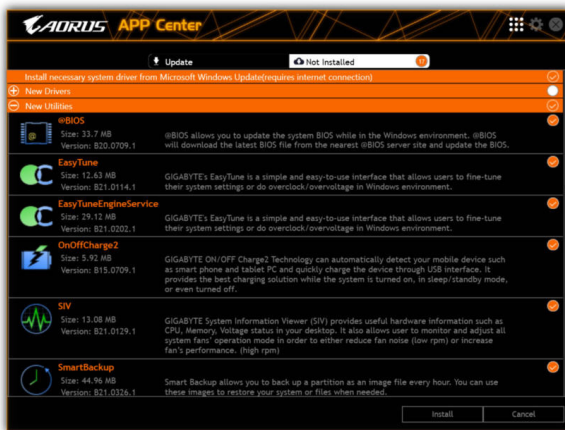 AORUS APP Center
Update
Not Installed
Install necessary system driver from Microsoft Windows Update(requires internet connection)
New Drivers
New Utilities
@BIOS
Size: 33.7 MB
Version: B20.0709.1
@BIOS allows you to update the system BIOS while in the Windows environment. @BIOS
will download the latest BIOS file from the nearest @BIOS server site and update the BIOS.
EasyTune
Size: 12.63 MB
Version: B21.0114.1
GIGABYTE's EasyTune is a simple and easy-to-use interface that allows users to fine-tune
their system settings or do overclock/overvoltage in Windows environment.
EasyTuneEngineService
Size: 29.12 MB
Version: B21.0202.1
GIGABYTE's EasyTune is a simple and easy-to-use interface that allows users to fine-tune
their system settings or do overclock/overvoltage in Windows environment.
OnOffCharge2
Size: 5.92 MB
Version: B15.0709.1
GIGABYTE ON/OFF Charge2 Technology can automatically detect your mobile device such
as smart phone and tablet PC and quickly charge the device through USB interface. It
provides the best charging solution while the system is turned on, in sleep/standby mode,
or even turned off.
SIV
Size: 13.08 MB
Version: B21.0129.1
GIGABYTE System Information Viewer (SIV) provides useful hardware information such as
CPU, Memory, Voltage status in your desktop. It also allows user to monitor and adjust all
system fans' operation mode in order to either reduce fan noise (low rpm) or increase
fan's performance. (high rpm)
SmartBackup
Size: 44.96 MB
Version: B21.0326.1
Smart Backup allows you to back up a partition as an image file every hour. You can use
these images to restore your system or files when needed.
Install
Cancel